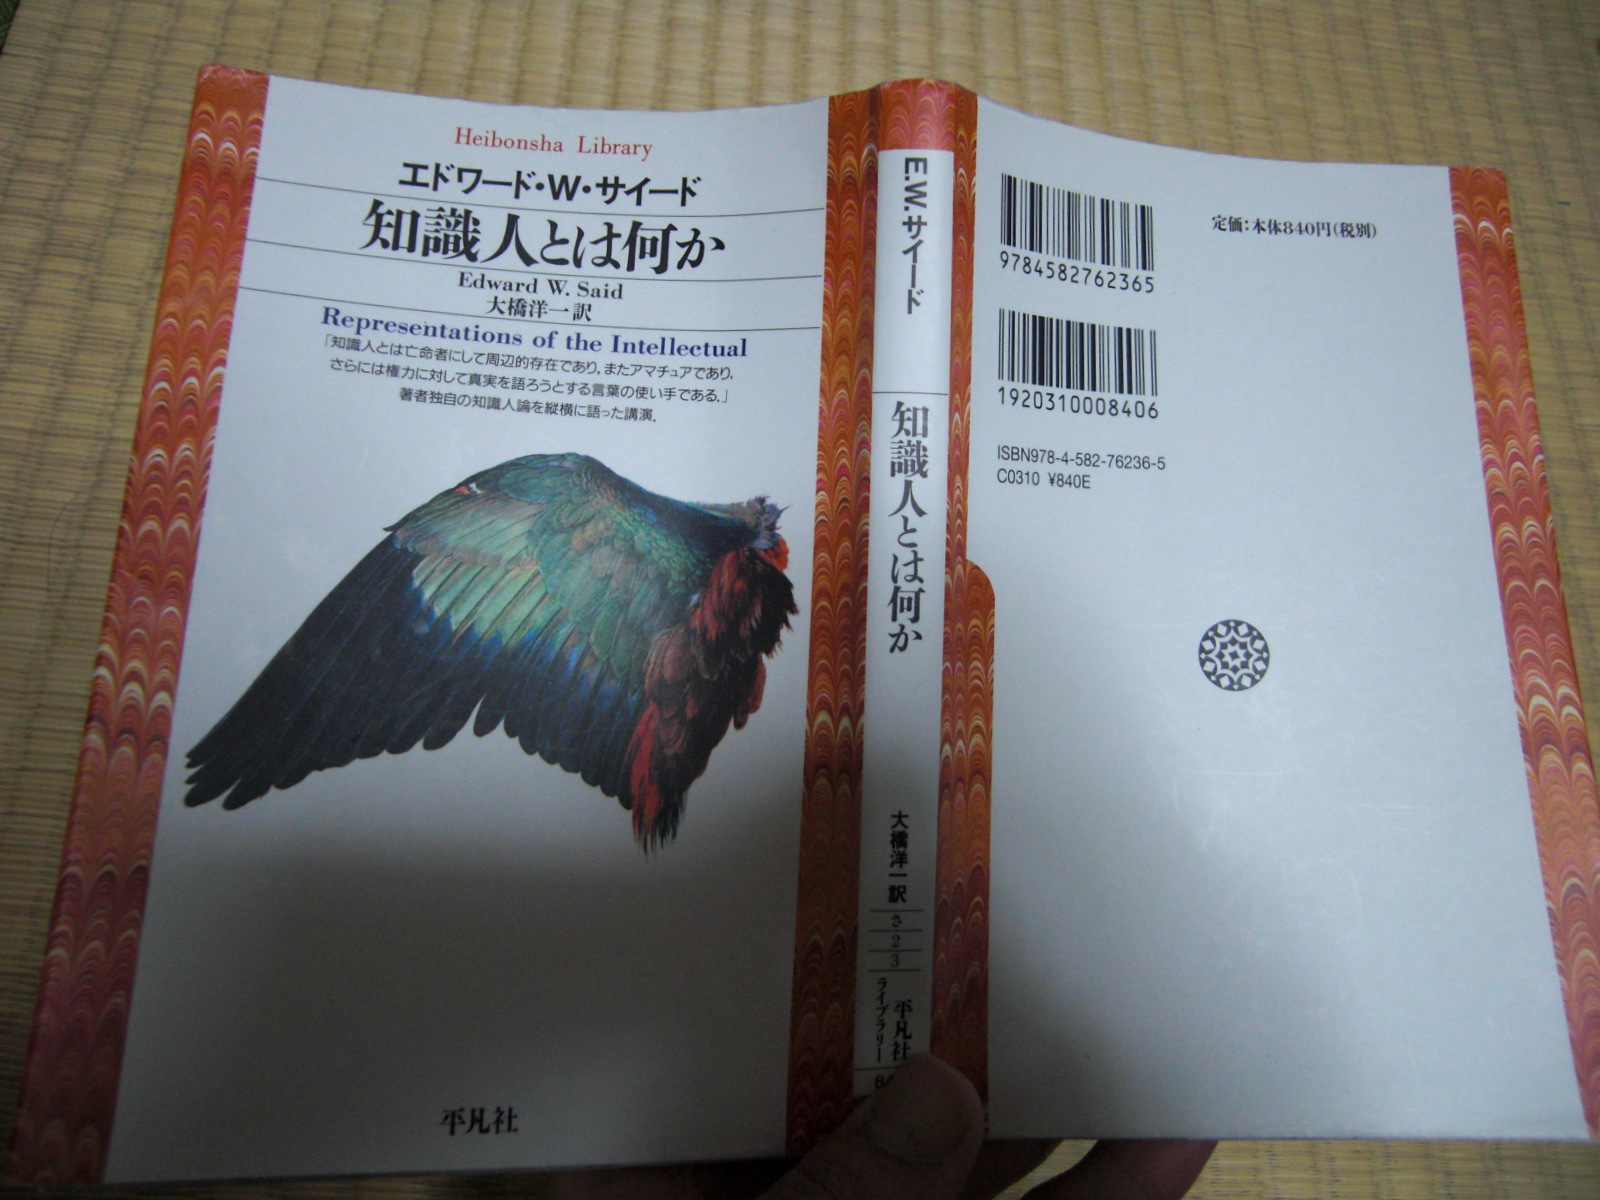 Heibonsha Library
エドワード・W・サイード
知識人とは何か
Edward W. Said
大橋洋一訳
Representations of the Intellectual
「知識人とは亡命者にして周辺的存在であり，またアマチュアであり，
さらには権力に対して真実を語ろうとする言葉の使い手である．」
著者独自の知識人論を縦横に語った講演．
平凡社
E.W.サイード
知識人とは何か
大橋洋一訳
さ
2
3
平凡社
ライブラリー
9784582762365
定価：本体840円（税別）
1920310008406
ISBN978-4-582-76236-5
C0310 ¥840E